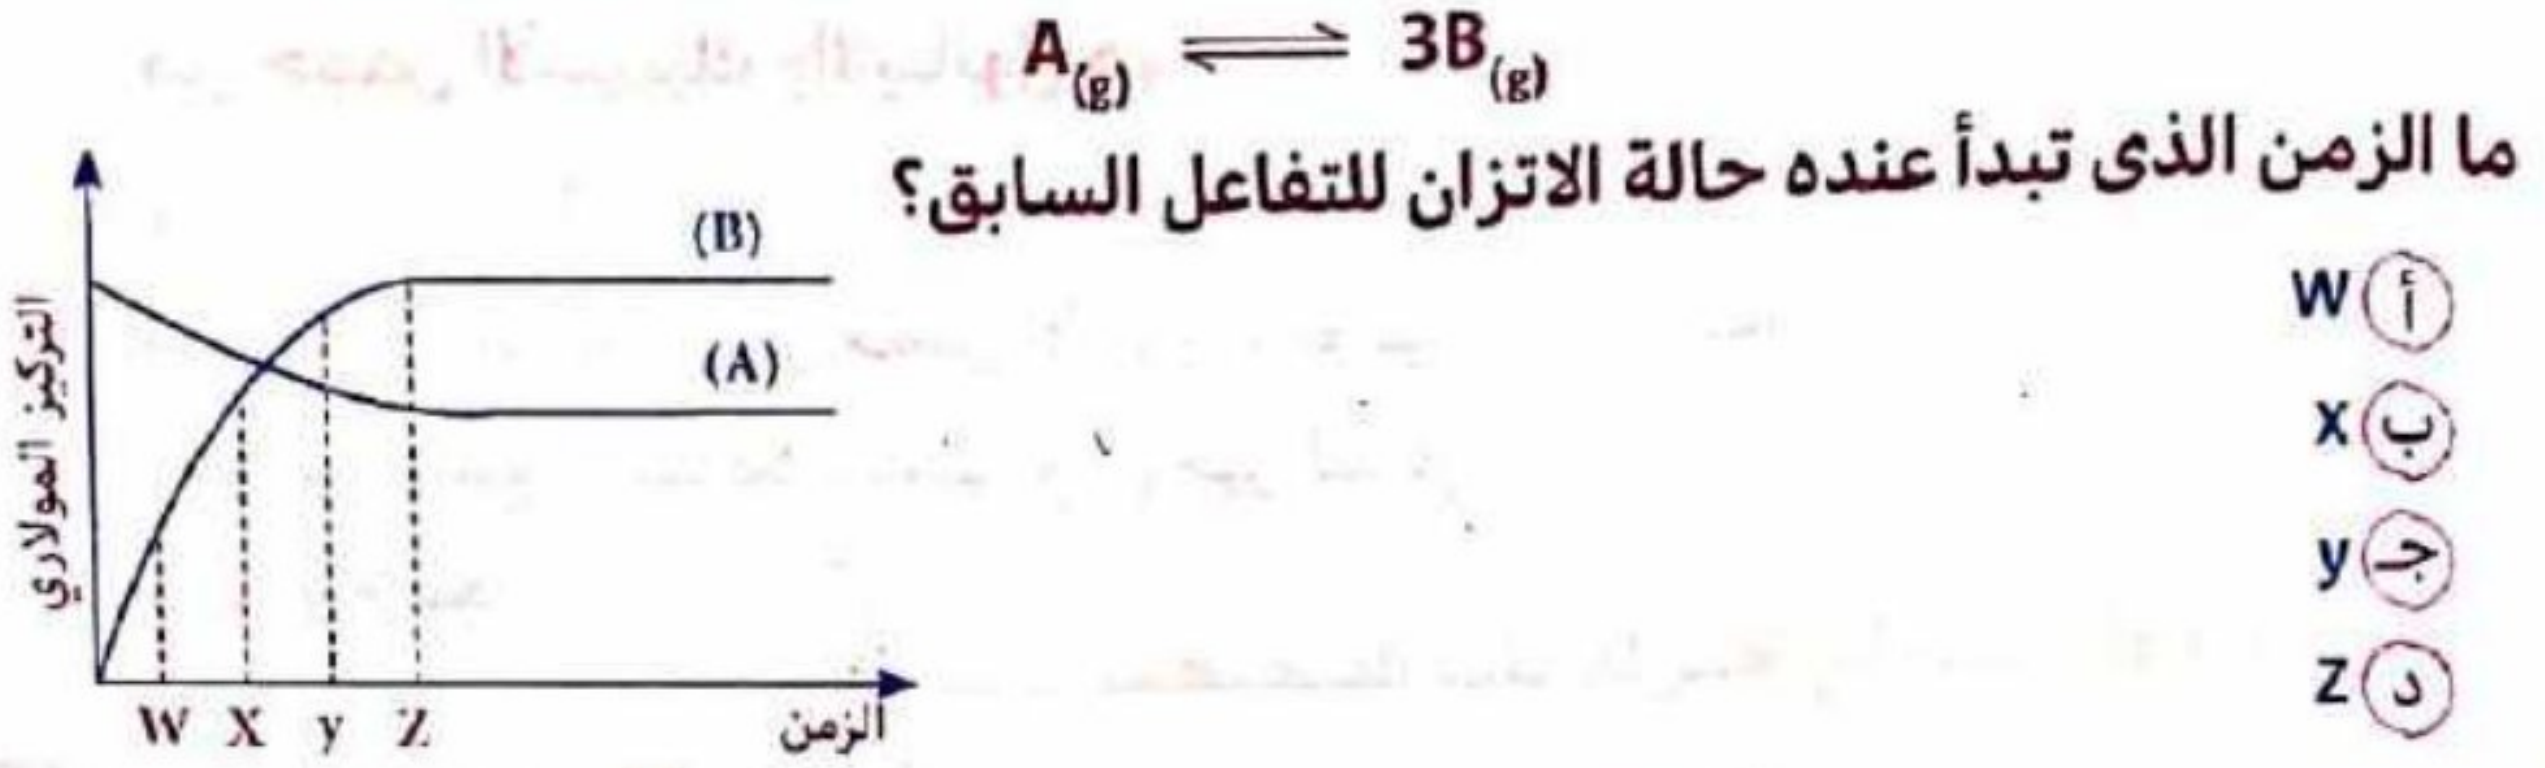 A(g) ⇌ 3B(g)
ما الزمن الذى تبدأ عنده حالة الاتزان للتفاعل السابق؟
أ W
ب X
جـ y
د Z
التركيز المولاري
(B)
(A)
W X y Z
الزمن